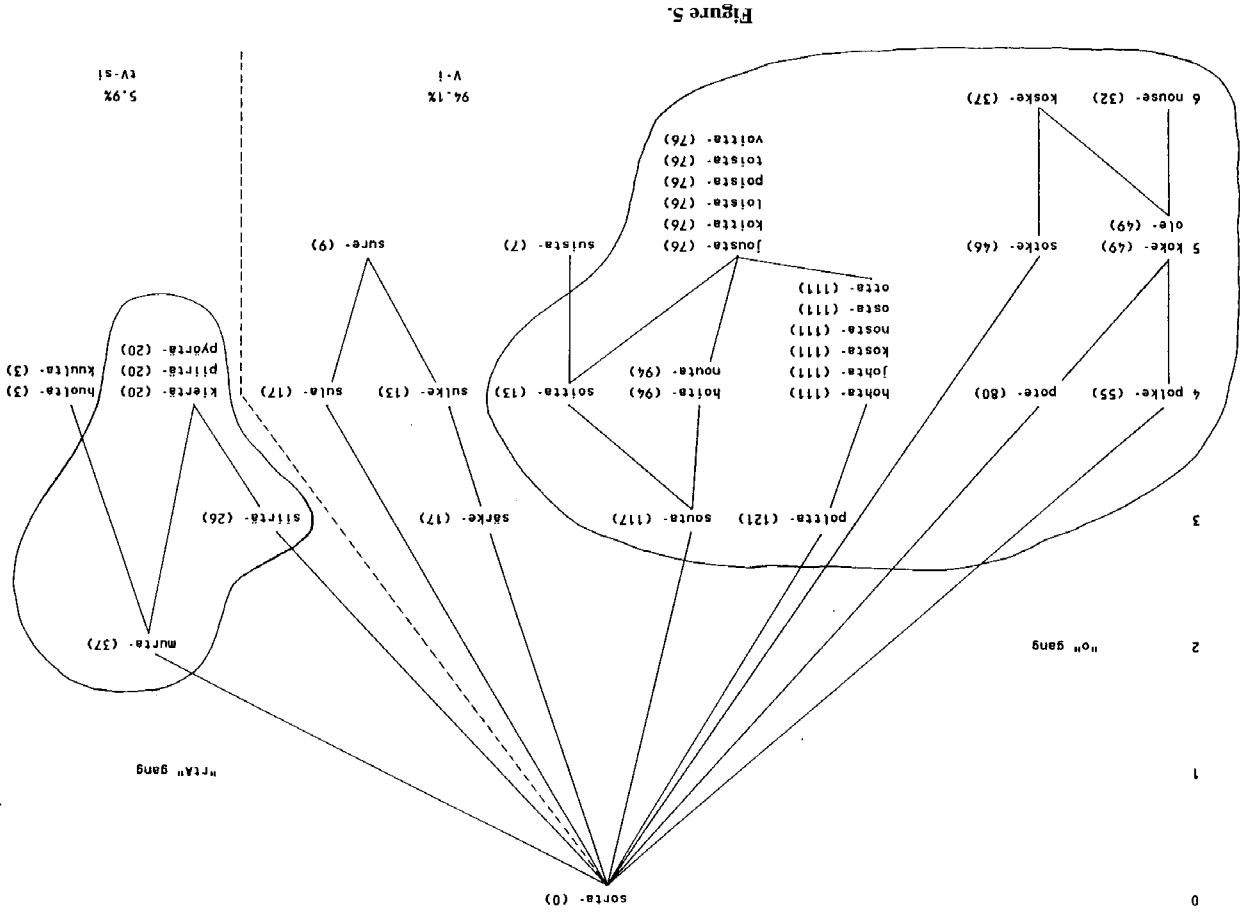 0 sorta- (0)
1 "rtA" gang
2 "o" gang murta- (37)
3 poltta- (121) souta- (117) särke- (17) siirtä- (26)
4 polke- (55) pote- (80) hohta- (111) hoita- (94) soitta- (13) sulke- (13) sula- (17) kiertä- (20) huolta- (3)
johta- (111) nouta- (94) piirtä- (20) kuulta- (3)
kosta- (111) pyörtä- (20)
nosta- (111)
osta- (111)
otta- (111)
5 koke- (49) sotke- (46) jousta- (76) suista- (7) sure- (9)
ole- (49) koitta- (76)
loista- (76)
poista- (76)
toista- (76)
voitta- (76)
6 nouse- (32) koske- (37) 94.1% 5.9%
V-i tV-si
Figure 5.